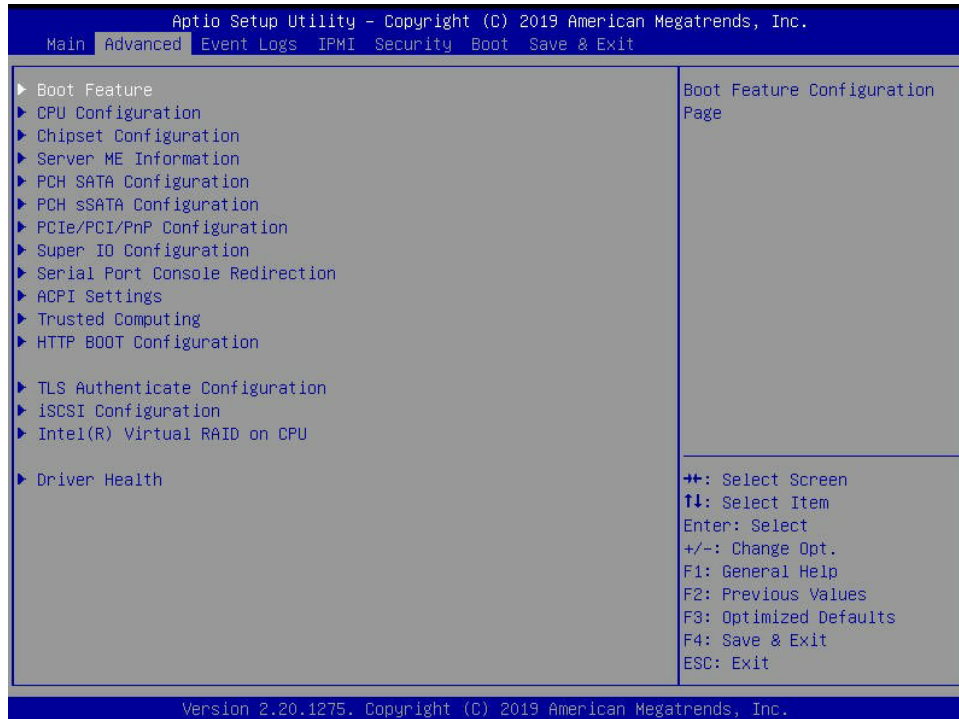 Aptio Setup Utility – Copyright (C) 2019 American Megatrends, Inc.
Main Advanced Event Logs IPMI Security Boot Save & Exit
Boot Feature
CPU Configuration
Chipset Configuration
Server ME Information
PCH SATA Configuration
PCH sSATA Configuration
PCIe/PCI/PnP Configuration
Super IO Configuration
Serial Port Console Redirection
ACPI Settings
Trusted Computing
HTTP BOOT Configuration
TLS Authenticate Configuration
iSCSI Configuration
Intel(R) Virtual RAID on CPU
Driver Health
Boot Feature Configuration
Page
→←: Select Screen
↑↓: Select Item
Enter: Select
+/-: Change Opt.
F1: General Help
F2: Previous Values
F3: Optimized Defaults
F4: Save & Exit
ESC: Exit
Version 2.20.1275. Copyright (C) 2019 American Megatrends, Inc.